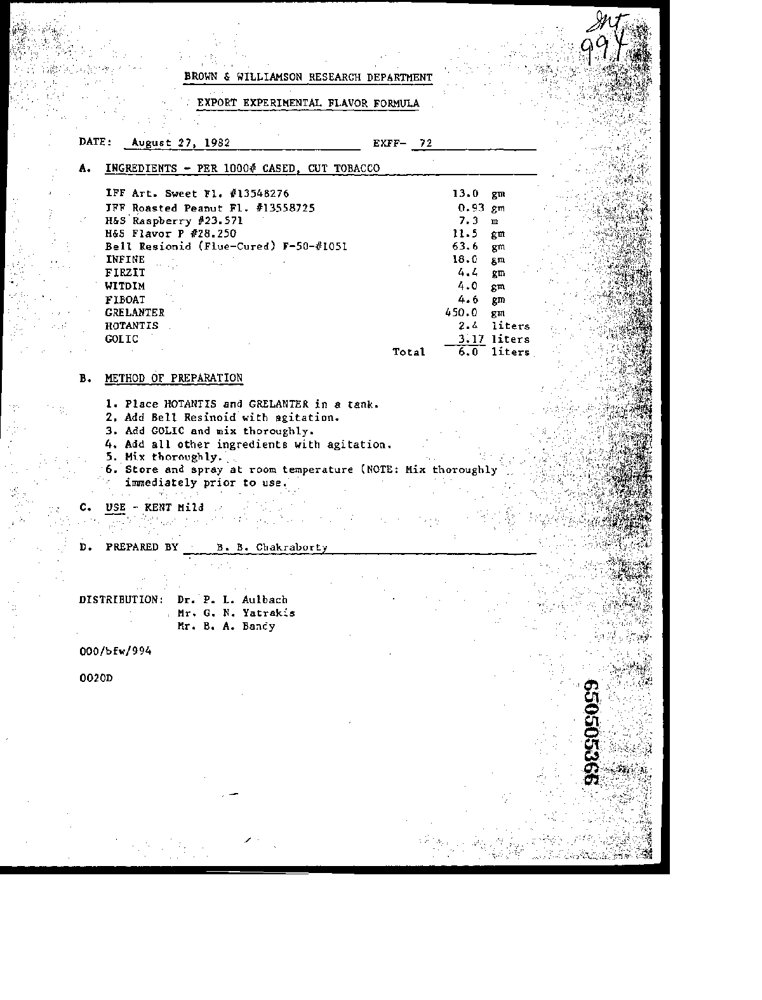 Int
994
BROWN & WILLIAMSON RESEARCH DEPARTMENT
EXPORT EXPERIMENTAL FLAVOR FORMULA
DATE: August 27, 1982 EXFF- 72
A. INGREDIENTS - PER 1000# CASED, CUT TOBACCO
IFF Art. Sweet Fl. #13548276 13.0 gm
IFF Roasted Peanut Fl. #13558725 0.93 gm
H&S Raspberry #23.571 7.3 m
H&S Flavor P #28.250 11.5 gm
Bell Resionid (Flue-Cured) F-50-#1051 63.6 gm
INFINE 18.0 gm
FIRZIT 4.4 gm
WITDIM 4.0 gm
FIBOAT 4.6 gm
GRELANTER 450.0 gm
HOTANTIS 2.4 liters
GOLIC 3.17 liters
Total 6.0 liters
B. METHOD OF PREPARATION
1. Place HOTANTIS and GRELANTER in a tank.
2. Add Bell Resinoid with agitation.
3. Add GOLIC and mix thoroughly.
4. Add all other ingredients with agitation.
5. Mix thoroughly.
6. Store and spray at room temperature (NOTE: Mix thoroughly
immediately prior to use.
C. USE - KENT Mild
D. PREPARED BY B. B. Chakraborty
DISTRIBUTION: Dr. P. L. Aulbach
Mr. G. N. Yatrakis
Mr. B. A. Bandy
000/bfw/994
0020D
650505366